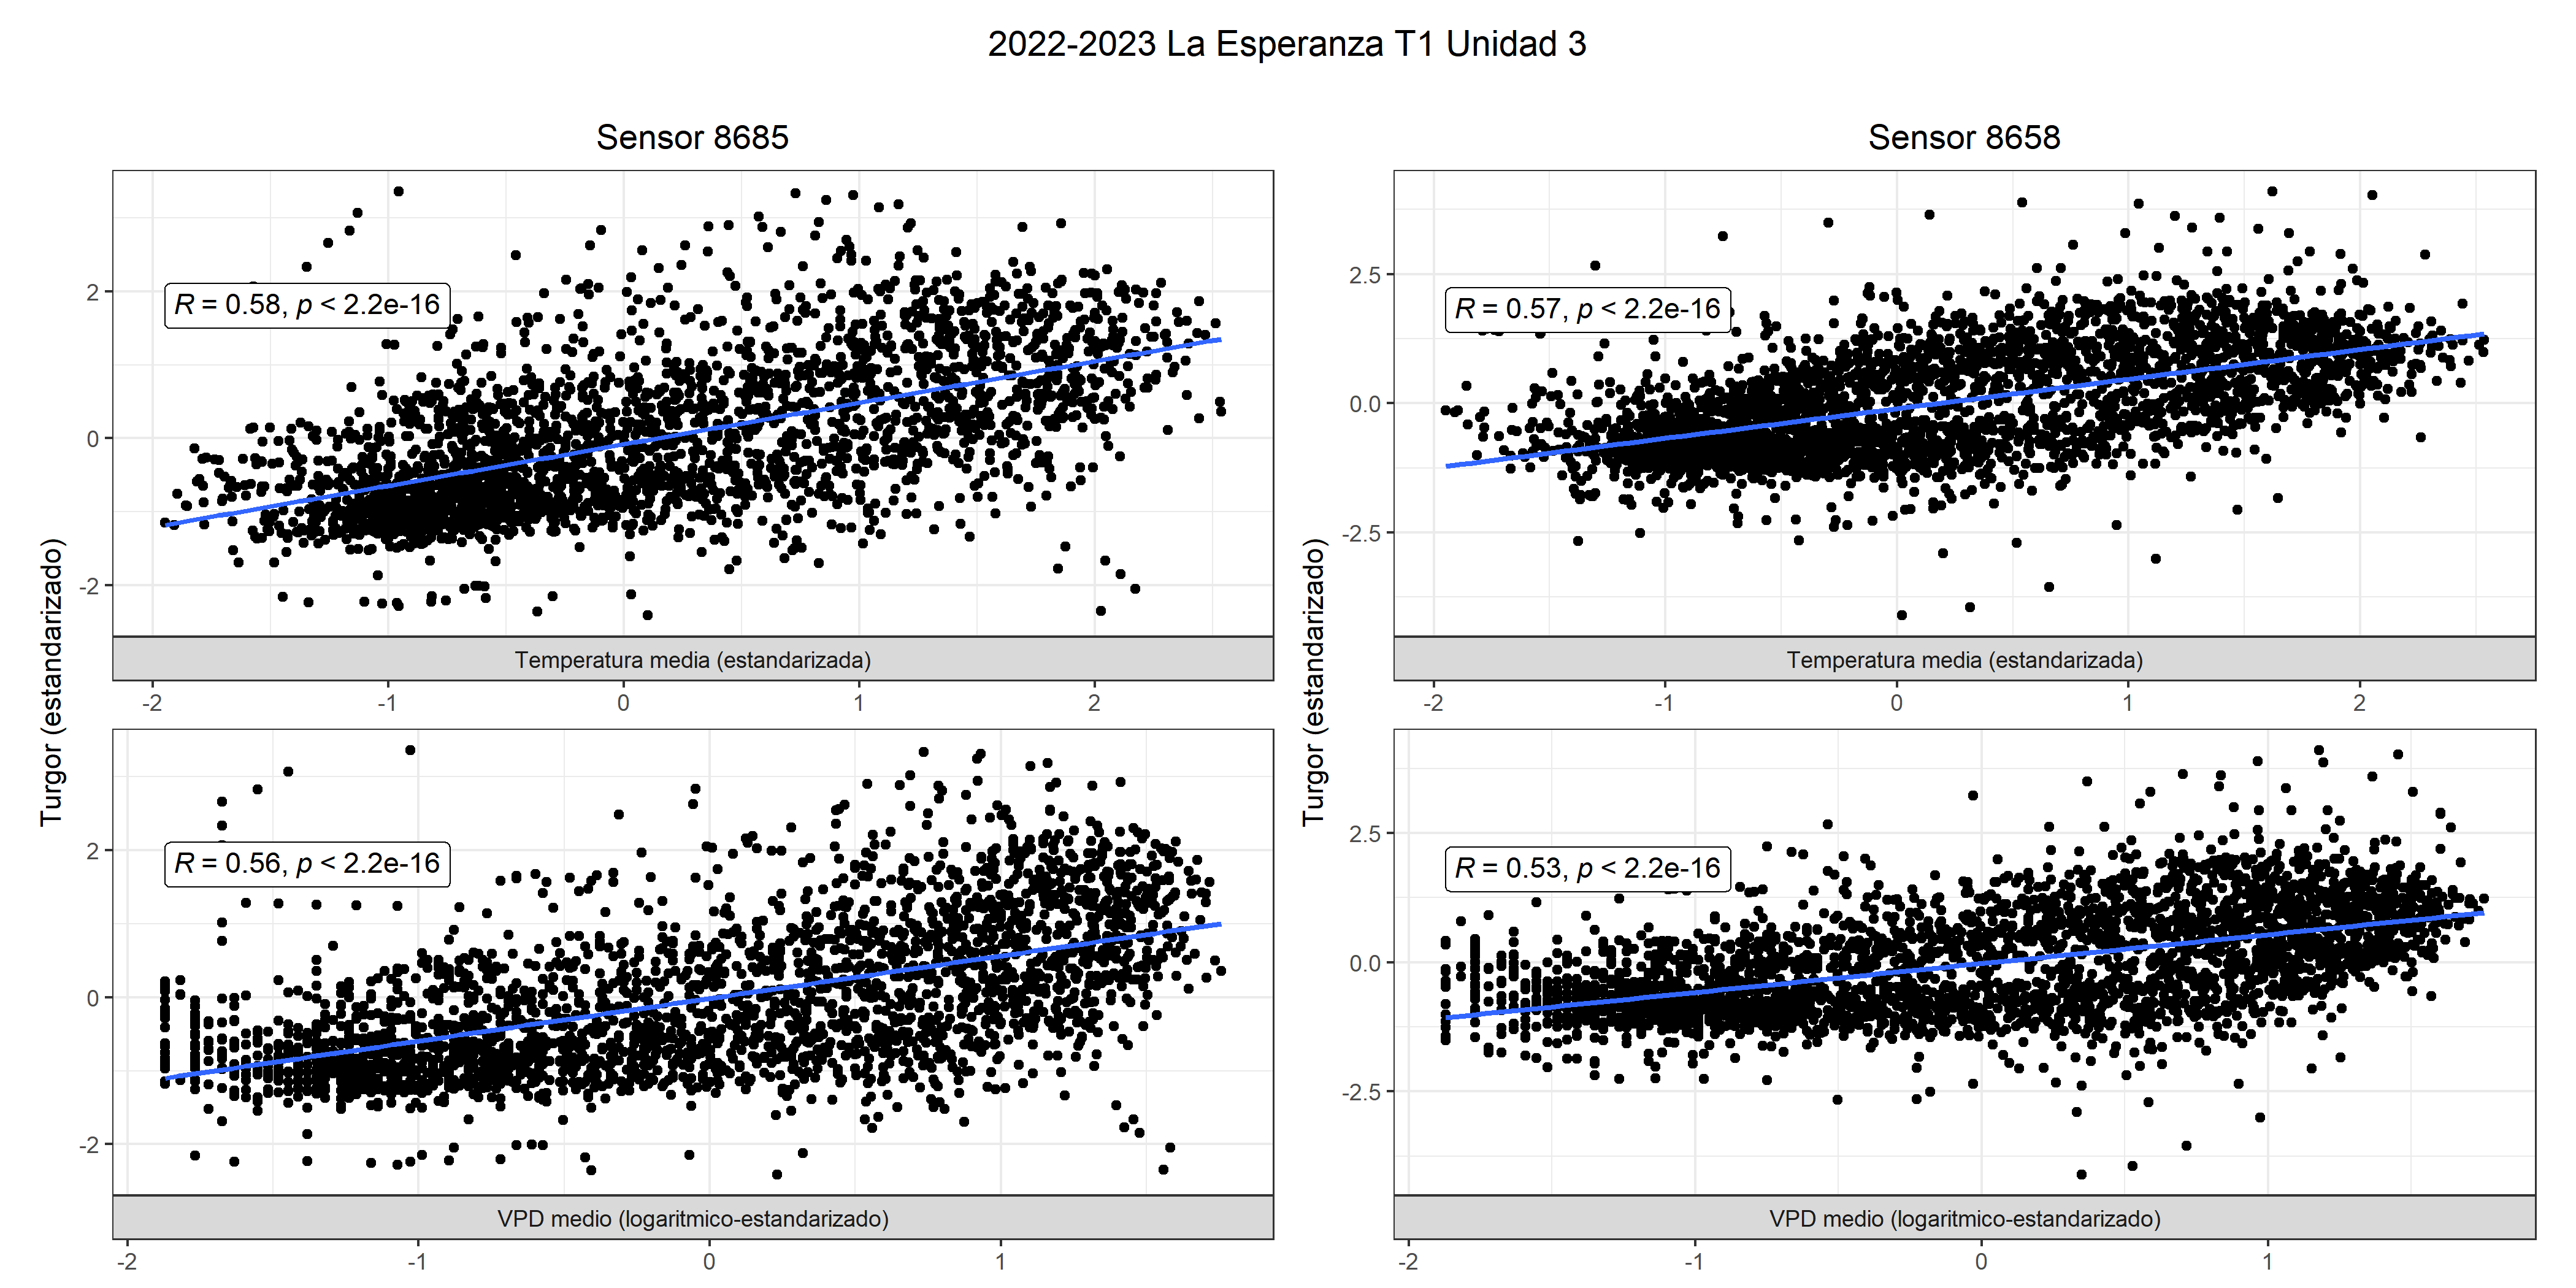 2022-2023 La Esperanza T1 Unidad 3
Sensor 8685
Sensor 8658
Turgor (estandarizado)
2
0
-2
R = 0.58, p < 2.2e-16
Temperatura media (estandarizada)
-2 -1 0 1 2
2
0
-2
R = 0.56, p < 2.2e-16
VPD medio (logaritmico-estandarizado)
-2 -1 0 1
Turgor (estandarizado)
2.5
0.0
-2.5
R = 0.57, p < 2.2e-16
Temperatura media (estandarizada)
-2 -1 0 1 2
2.5
0.0
-2.5
R = 0.53, p < 2.2e-16
VPD medio (logaritmico-estandarizado)
-2 -1 0 1